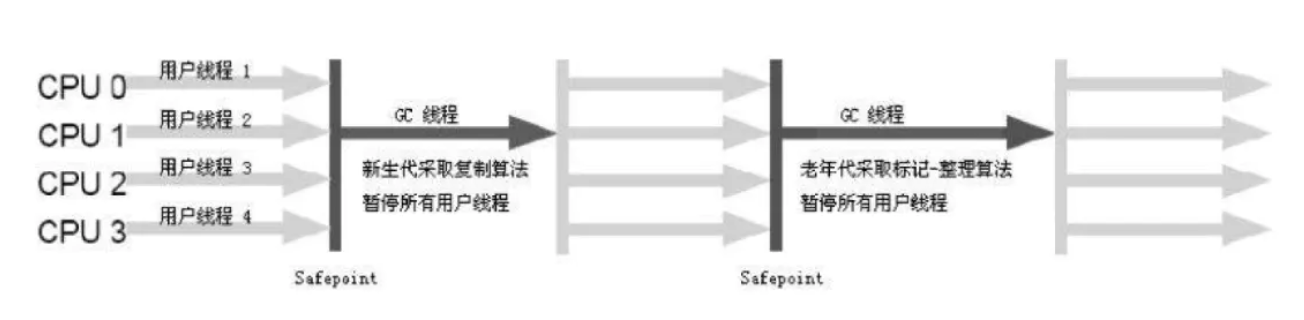 CPU 0
用户线程 1
CPU 1
用户线程 2
CPU 2
用户线程 3
CPU 3
用户线程 4
GC 线程
新生代采取复制算法
暂停所有用户线程
Safepoint
GC 线程
老年代采取标记-整理算法
暂停所有用户线程
Safepoint